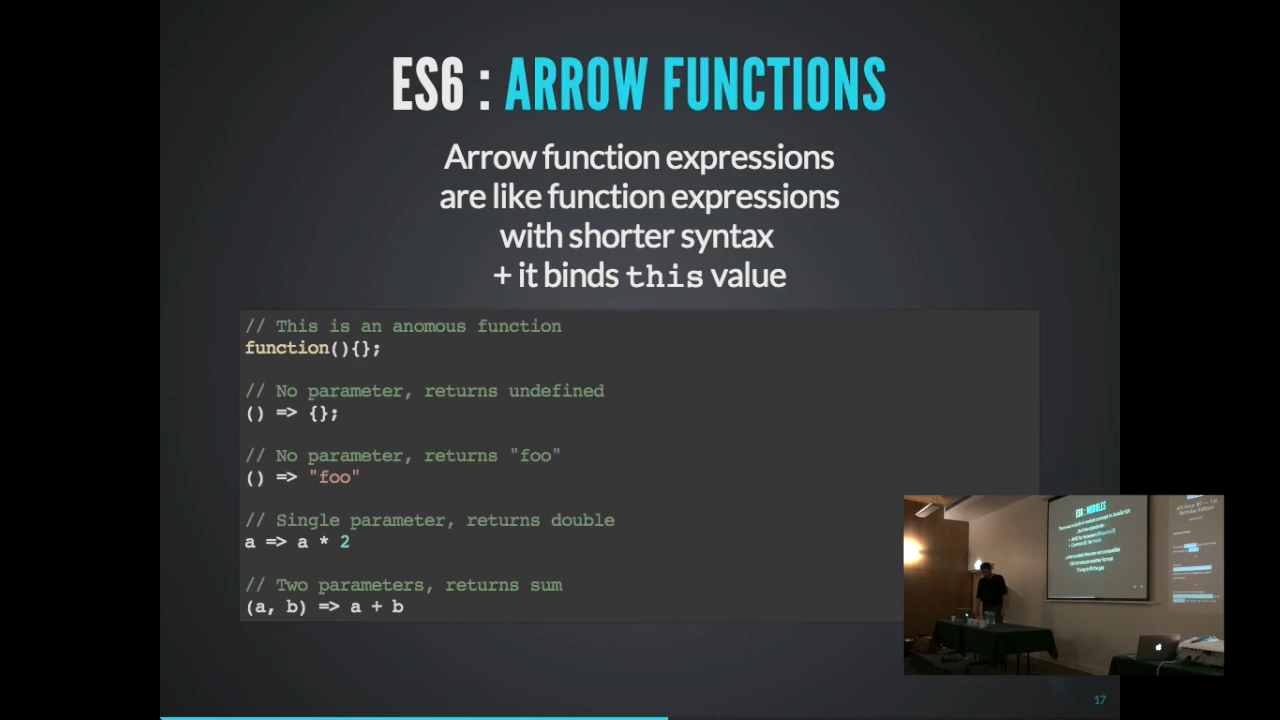 ES6 : ARROW FUNCTIONS
Arrow function expressions
are like function expressions
with shorter syntax
+ it binds this value
// This is an anomous function
function(){};
// No parameter, returns undefined
() => {};
// No parameter, returns "foo"
() => "foo"
// Single parameter, returns double
a => a * 2
// Two parameters, returns sum
(a, b) => a + b
ES6 : MODULES
17